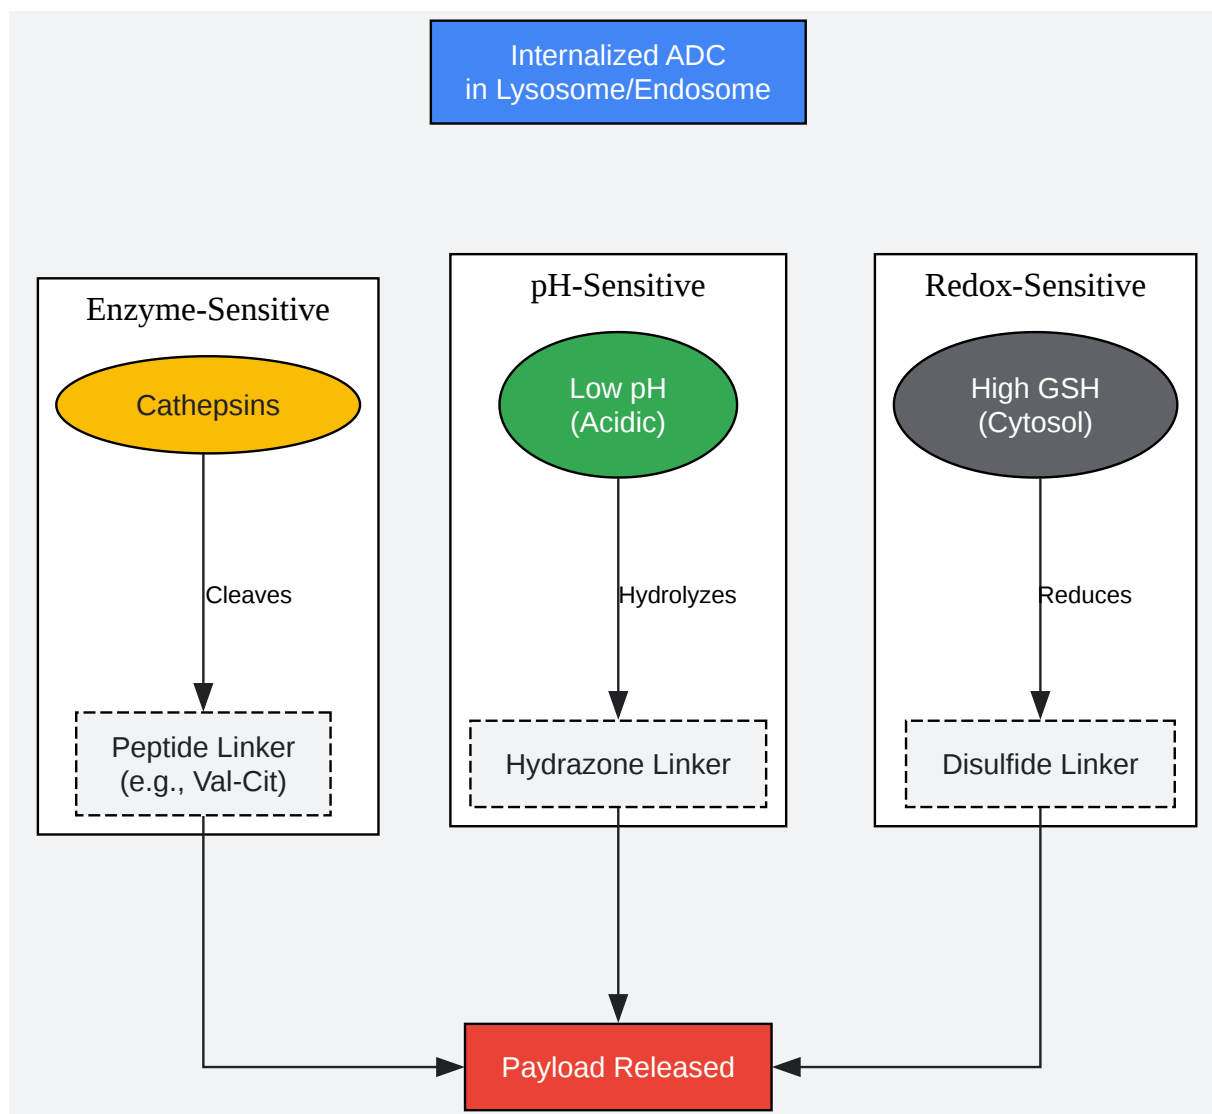 Internalized ADC
in Lysosome/Endosome
Enzyme-Sensitive
Cathepsins
Cleaves
Peptide Linker
(e.g., Val-Cit)
pH-Sensitive
Low pH
(Acidic)
Hydrolyzes
Hydrazone Linker
Redox-Sensitive
High GSH
(Cytosol)
Reduces
Disulfide Linker
Payload Released